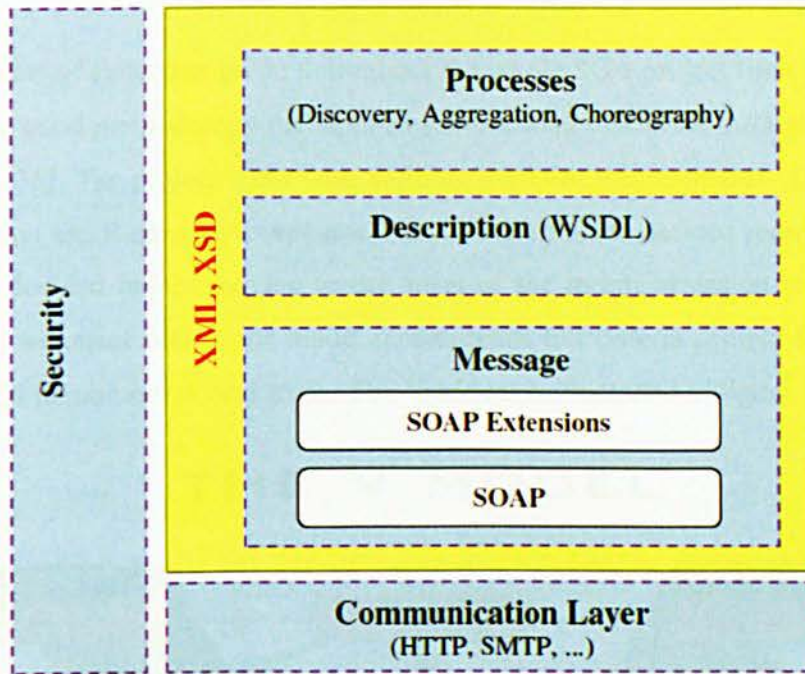 Security
XML, XSD
Processes
(Discovery, Aggregation, Choreography)
Description (WSDL)
Message
SOAP Extensions
SOAP
Communication Layer
(HTTP, SMTP, ...)